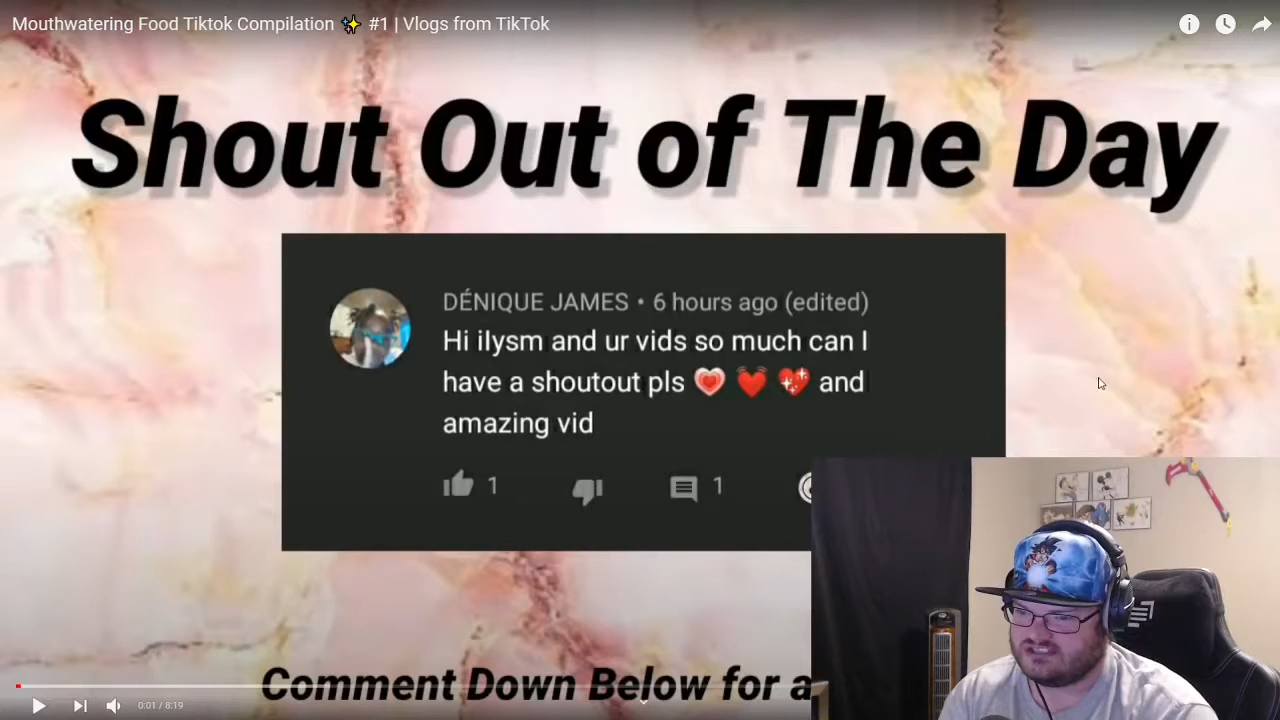 Mouthwatering Food Tiktok Compilation ✨ #1 | Vlogs from TikTok
Shout Out of The Day
DÉNIQUE JAMES • 6 hours ago (edited)
Hi ilysm and ur vids so much can I
have a shoutout pls 💗 💓 💖 and
amazing vid
1
1
Comment Down Below for a
0:01 / 8:19